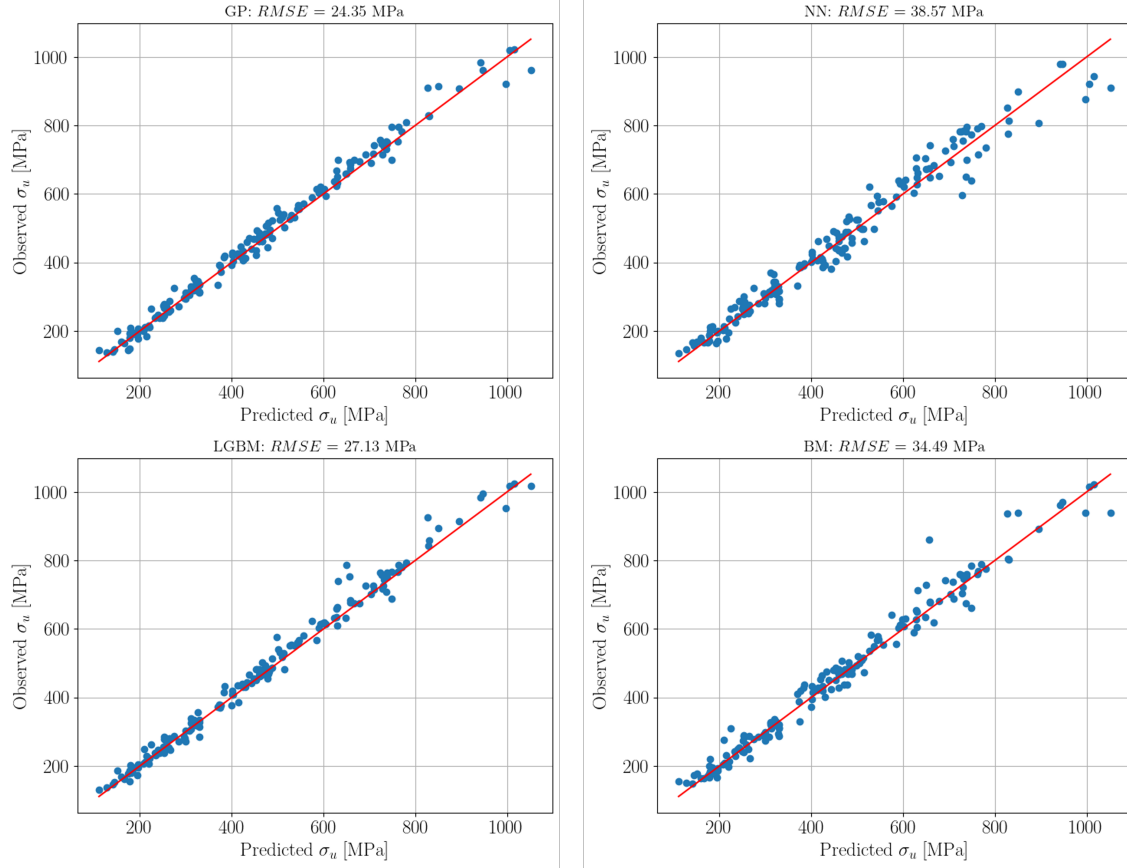 GP: RMSE = 24.35 MPa
1000
800
600
400
200
Observed σu [MPa]
200 400 600 800 1000
Predicted σu [MPa]
NN: RMSE = 38.57 MPa
1000
800
600
400
200
Observed σu [MPa]
200 400 600 800 1000
Predicted σu [MPa]
LGBM: RMSE = 27.13 MPa
1000
800
600
400
200
Observed σu [MPa]
200 400 600 800 1000
Predicted σu [MPa]
BM: RMSE = 34.49 MPa
1000
800
600
400
200
Observed σu [MPa]
200 400 600 800 1000
Predicted σu [MPa]